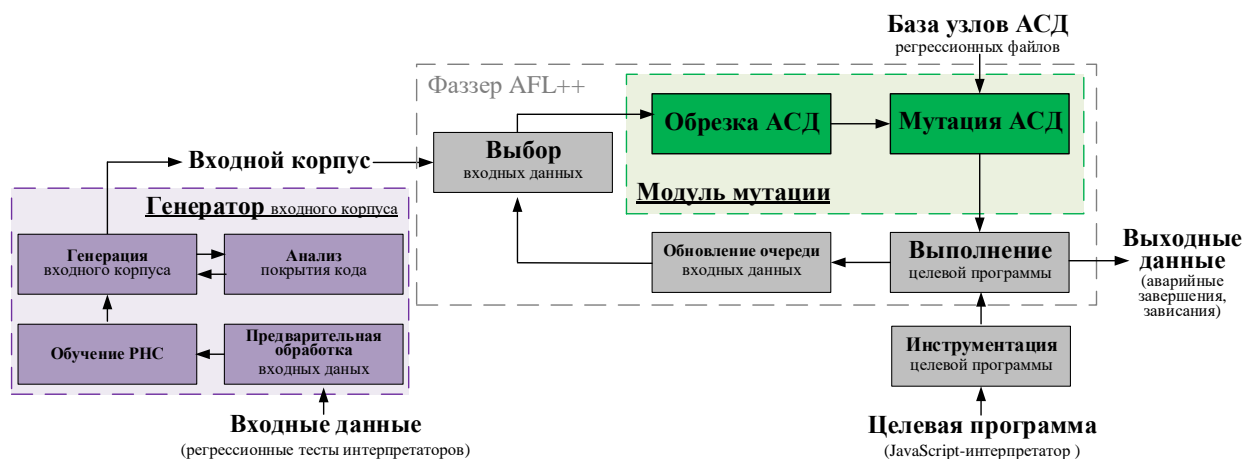 База узлов АСД
регрессионных файлов
Фаззер AFL++
Обрезка АСД
Мутация АСД
Модуль мутации
Выбор
входных данных
Входной корпус
Генератор входного корпуса
Генерация
входного корпуса
Анализ
покрытия кода
Обновление очереди
входных данных
Выполнение
целевой программы
Выходные
данные
(аварийные
завершения,
зависания)
Обучение РНС
Предварительная
обработка
входных даных
Инструментация
целевой программы
Входные данные
(регрессионные тесты интерпретаторов)
Целевая программа
(JavaScript-интерпретатор )